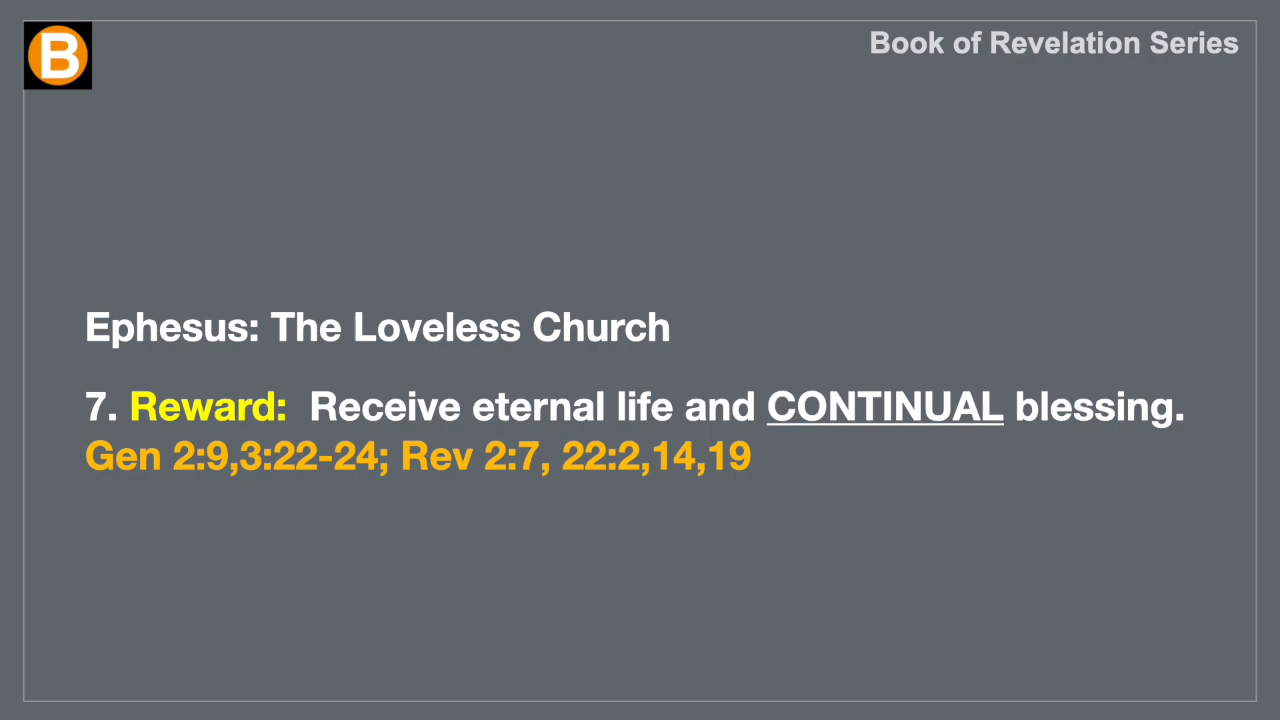 B
Book of Revelation Series
Ephesus: The Loveless Church
7. Reward:  Receive eternal life and CONTINUAL blessing.
Gen 2:9,3:22-24; Rev 2:7, 22:2,14,19